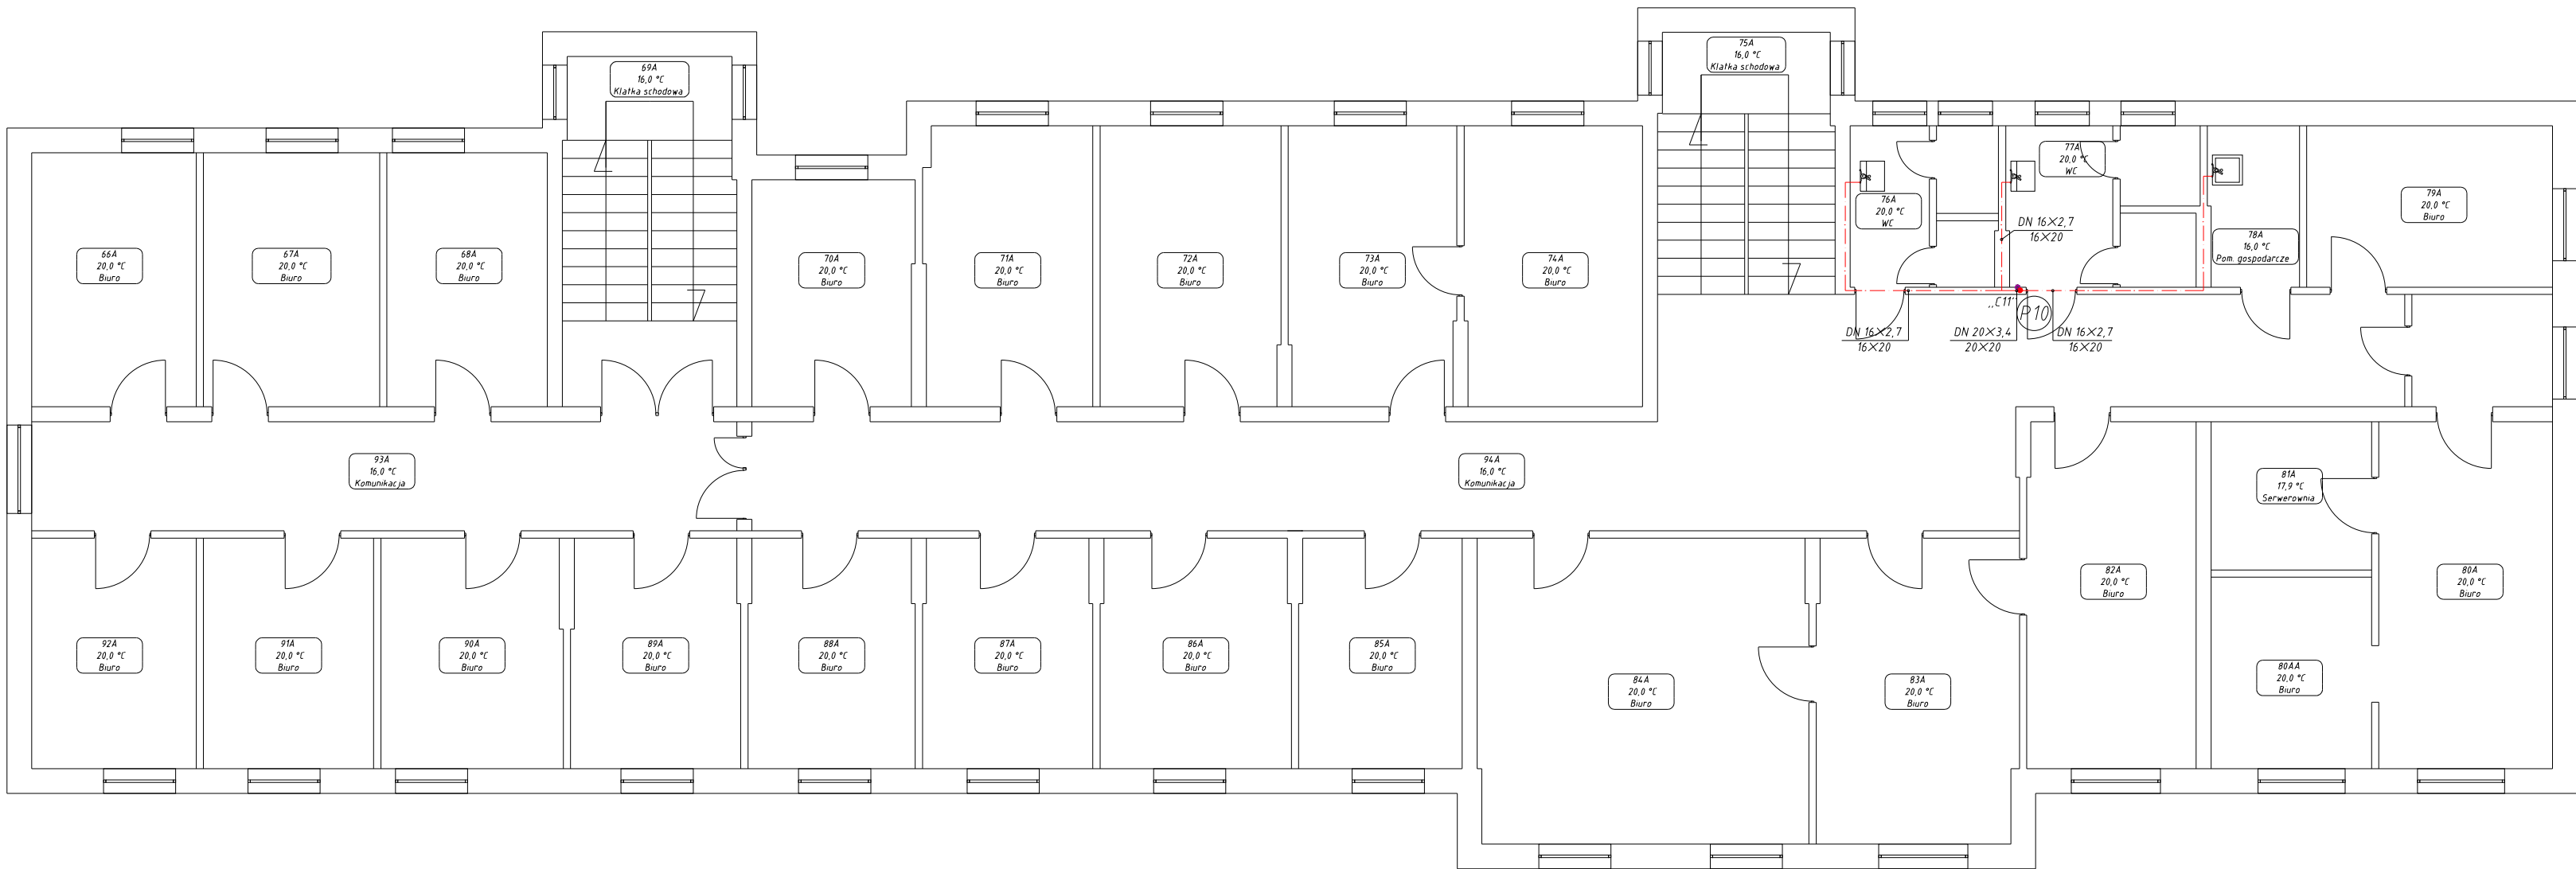 69A
16,0 °C
Klatka schodowa
75A
16,0 °C
Klatka schodowa
77A
20,0 °C
WC
76A
20,0 °C
WC
79A
20,0 °C
Biuro
DN 16×2,7
16×20
78A
16,0 °C
Pom. gospodarcze
66A
20,0 °C
Biuro
67A
20,0 °C
Biuro
68A
20,0 °C
Biuro
70A
20,0 °C
Biuro
71A
20,0 °C
Biuro
72A
20,0 °C
Biuro
73A
20,0 °C
Biuro
74A
20,0 °C
Biuro
„C11"
P10
DN 16×2,7
16×20
DN 20×3,4
20×20
DN 16×2,7
16×20
93A
16,0 °C
Komunikacja
94A
16,0 °C
Komunikacja
81A
17,9 °C
Serwerownia
82A
20,0 °C
Biuro
80A
20,0 °C
Biuro
92A
20,0 °C
Biuro
91A
20,0 °C
Biuro
90A
20,0 °C
Biuro
89A
20,0 °C
Biuro
88A
20,0 °C
Biuro
87A
20,0 °C
Biuro
86A
20,0 °C
Biuro
85A
20,0 °C
Biuro
84A
20,0 °C
Biuro
83A
20,0 °C
Biuro
80AA
20,0 °C
Biuro